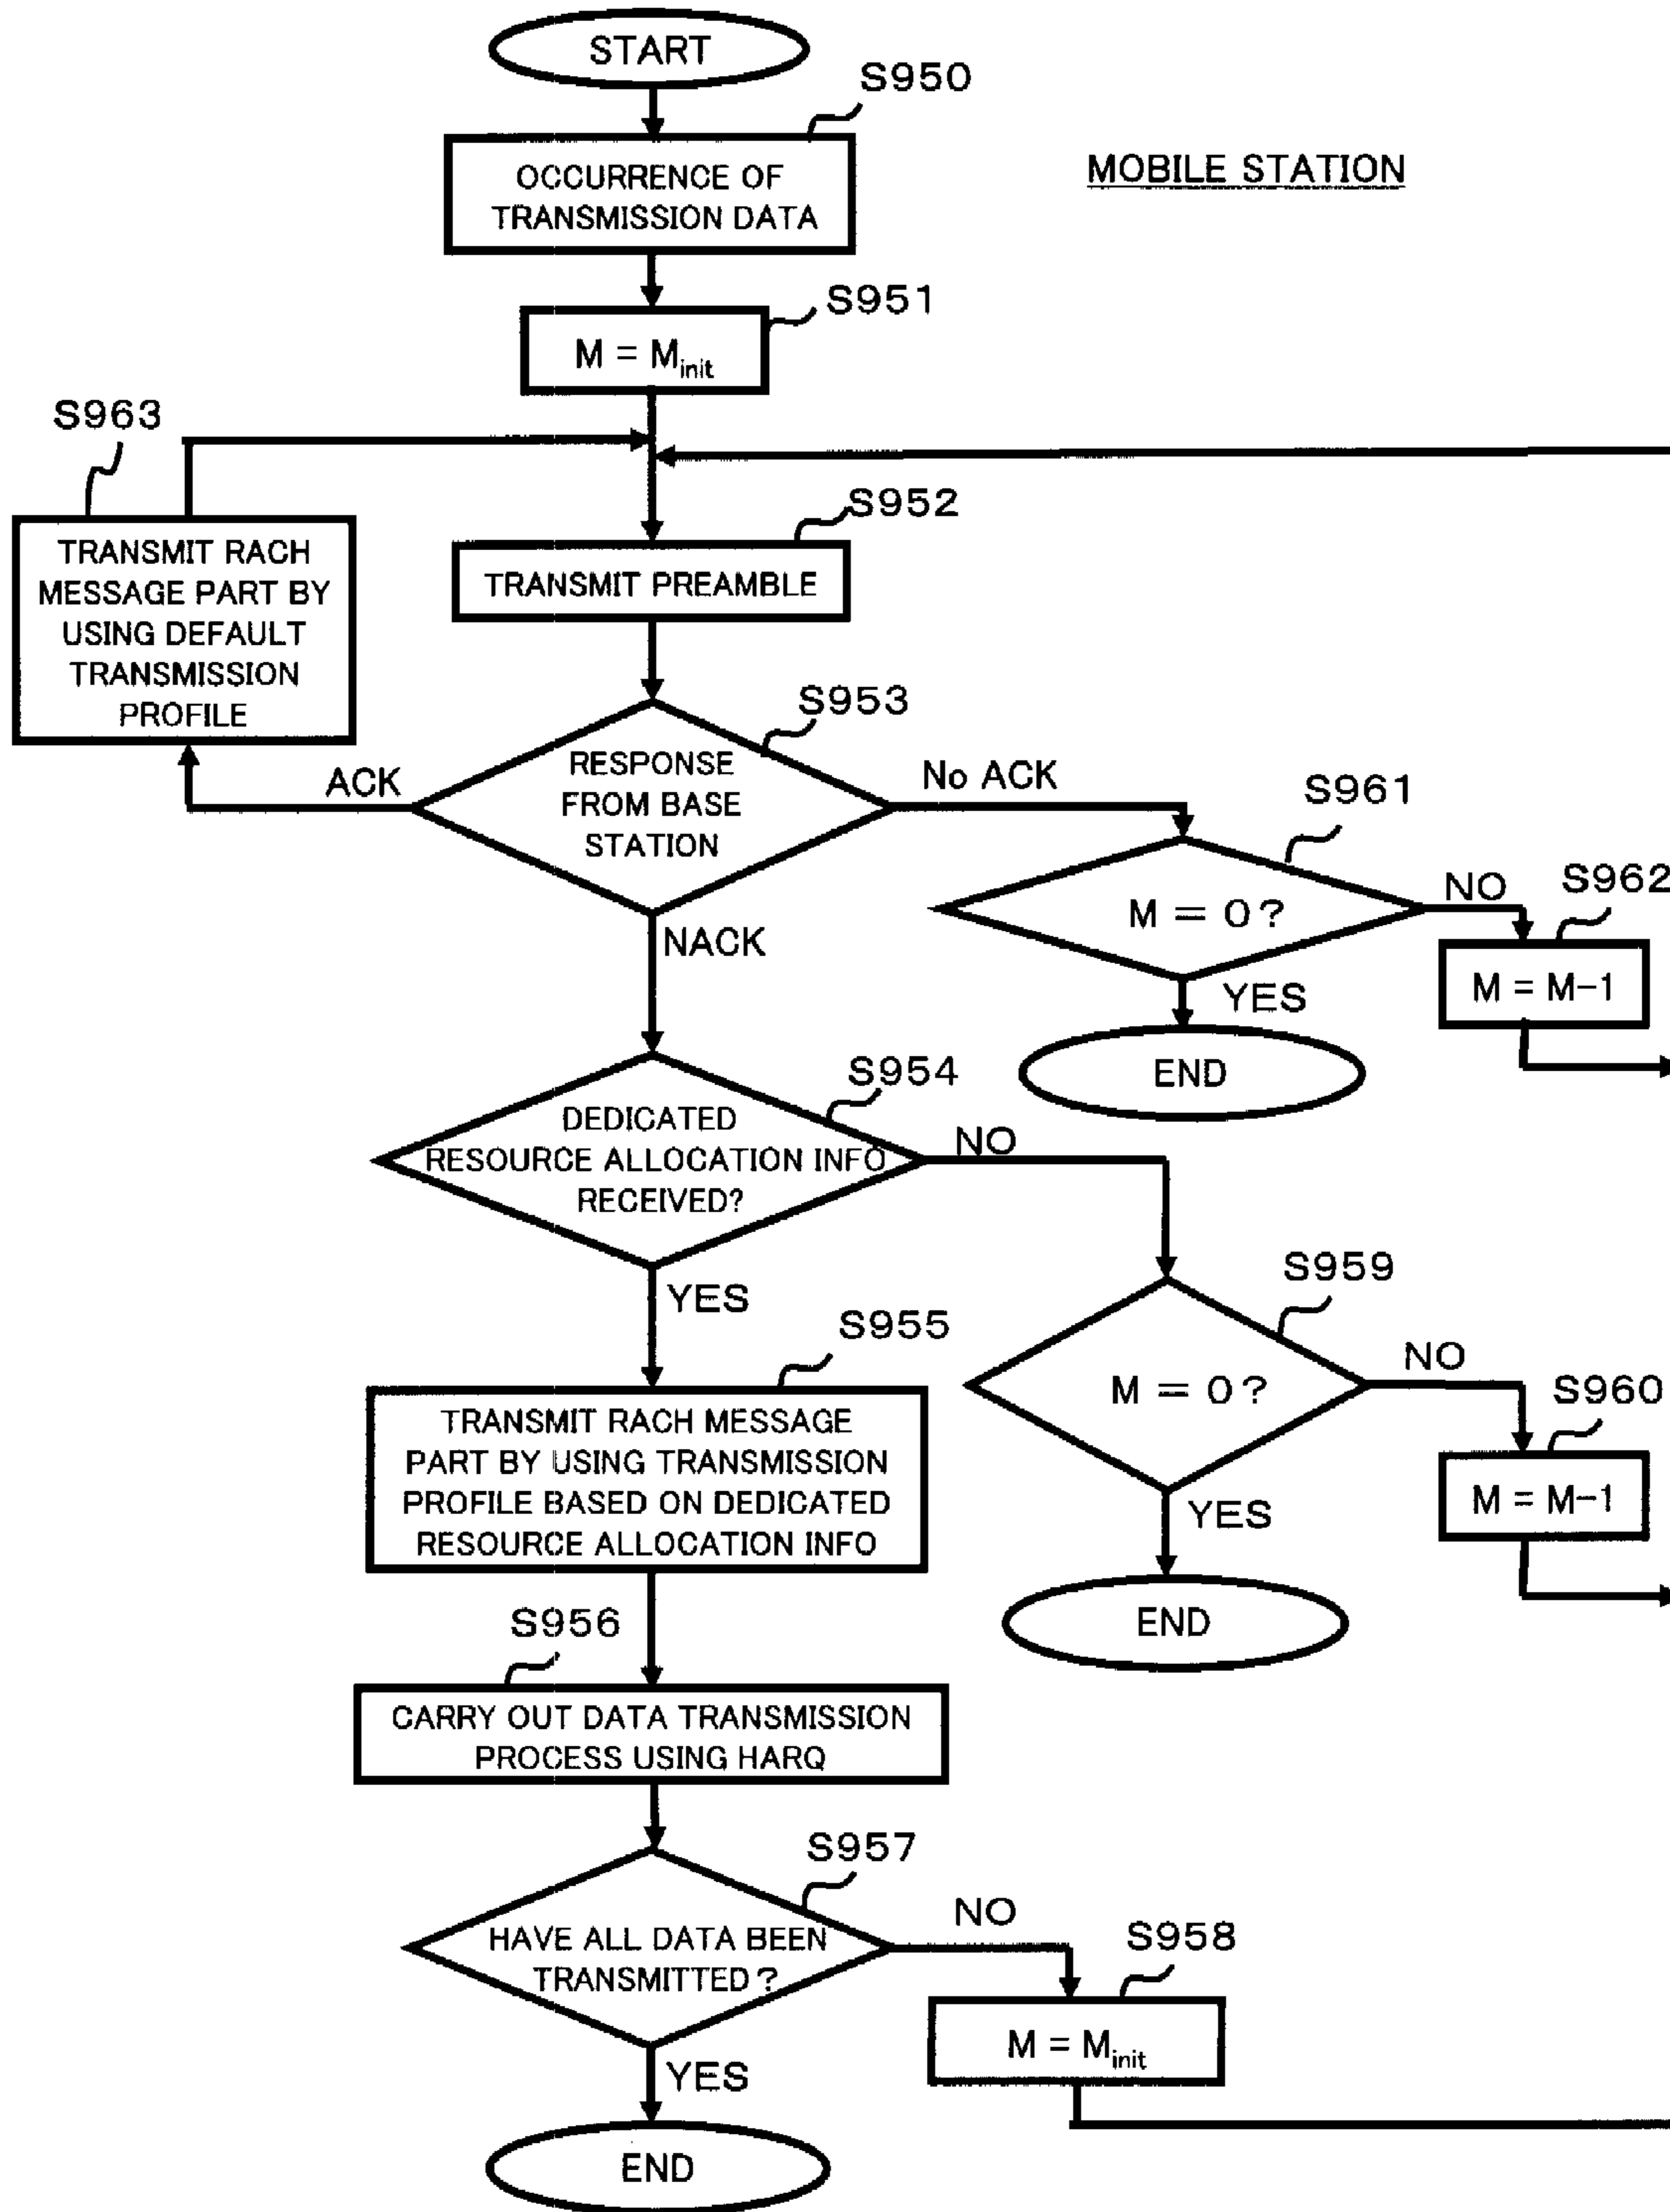 START
S950
OCCURRENCE OF
TRANSMISSION DATA
MOBILE STATION
S951
M = Minit
S963
TRANSMIT RACH
MESSAGE PART BY
USING DEFAULT
TRANSMISSION
PROFILE
S952
TRANSMIT PREAMBLE
S953
RESPONSE
FROM BASE
STATION
ACK
No ACK
NACK
S961
M = 0?
NO
S962
M = M-1
YES
END
S954
DEDICATED
RESOURCE ALLOCATION INFO
RECEIVED?
NO
YES
S959
M = 0?
NO
S960
M = M-1
YES
END
S955
TRANSMIT RACH MESSAGE
PART BY USING TRANSMISSION
PROFILE BASED ON DEDICATED
RESOURCE ALLOCATION INFO
S956
CARRY OUT DATA TRANSMISSION
PROCESS USING HARQ
S957
HAVE ALL DATA BEEN
TRANSMITTED?
NO
S958
M = Minit
YES
END